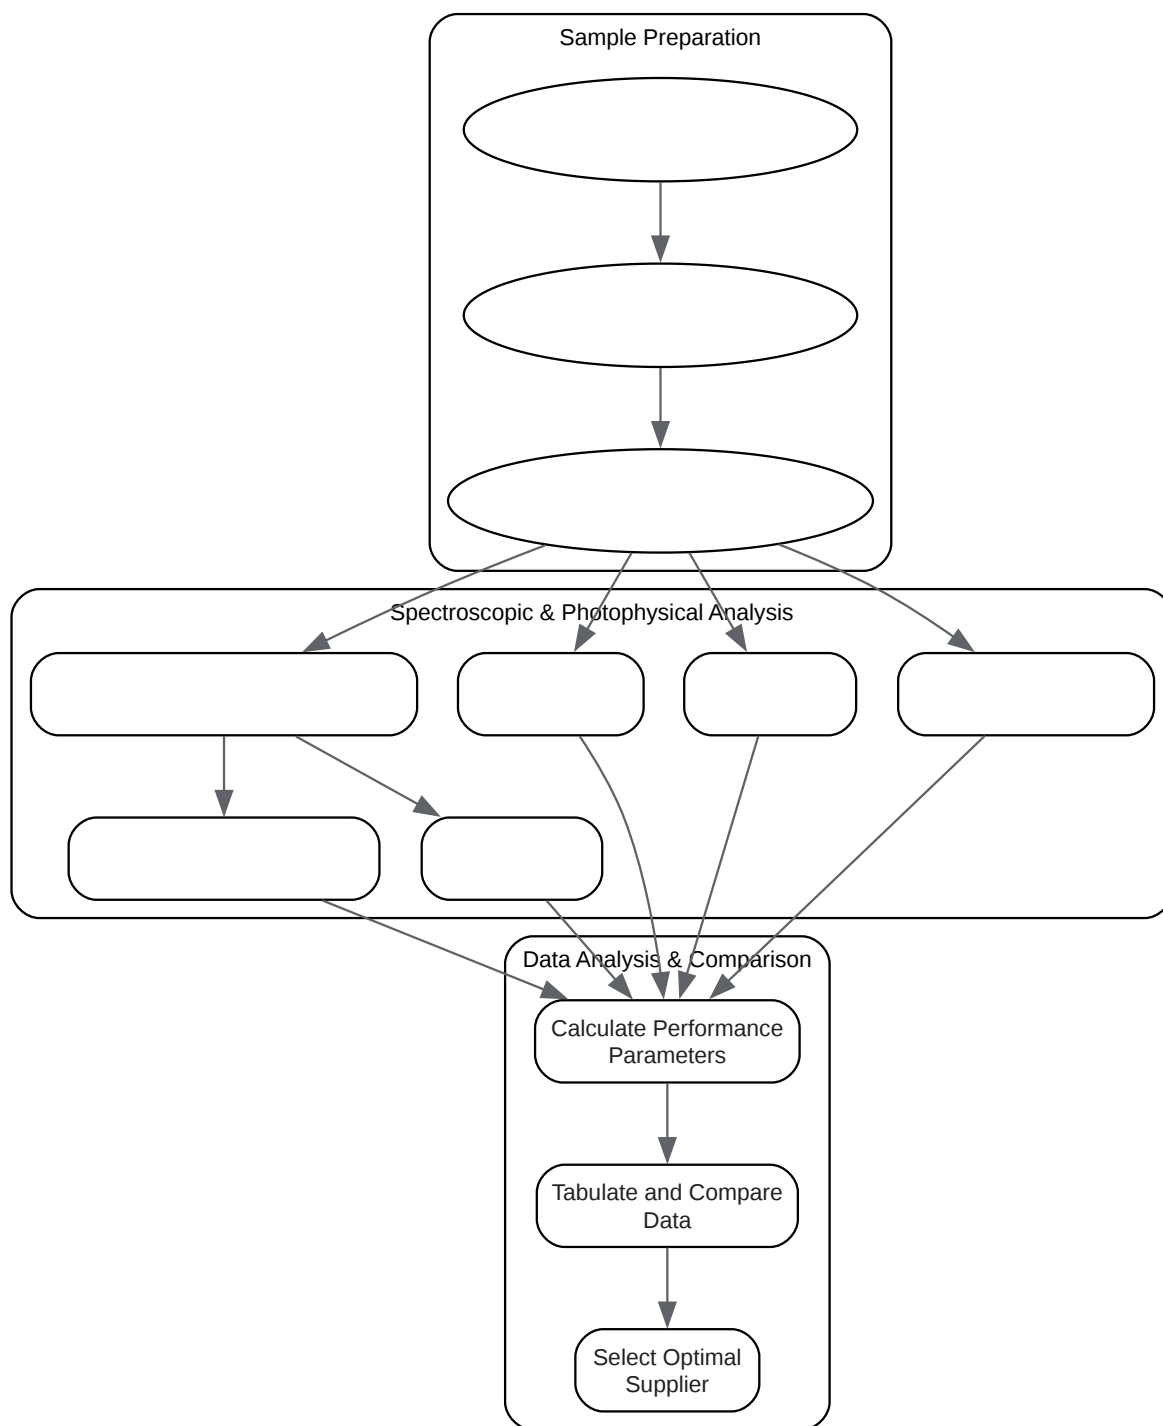 Sample Preparation
Spectroscopic & Photophysical Analysis
Data Analysis & Comparison
Calculate Performance
Parameters
Tabulate and Compare
Data
Select Optimal
Supplier